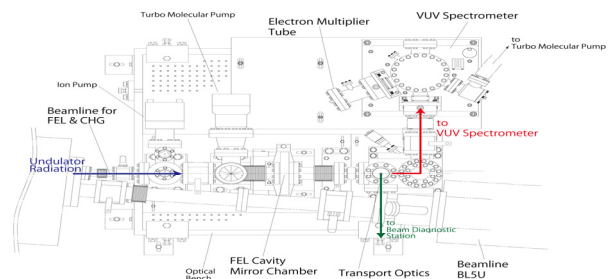 Turbo Molecular Pump
Electron Multiplier
Tube
VUV Spectrometer
to
Turbo Molecular Pump
Ion Pump
Beamline for
FEL & CHG
to
VUV Spectrometer
Undulator
Radiation
to
Beam Diagnostic
Station
Optical
Bench
FEL Cavity
Mirror Chamber
Transport Optics
Beamline
BL5U